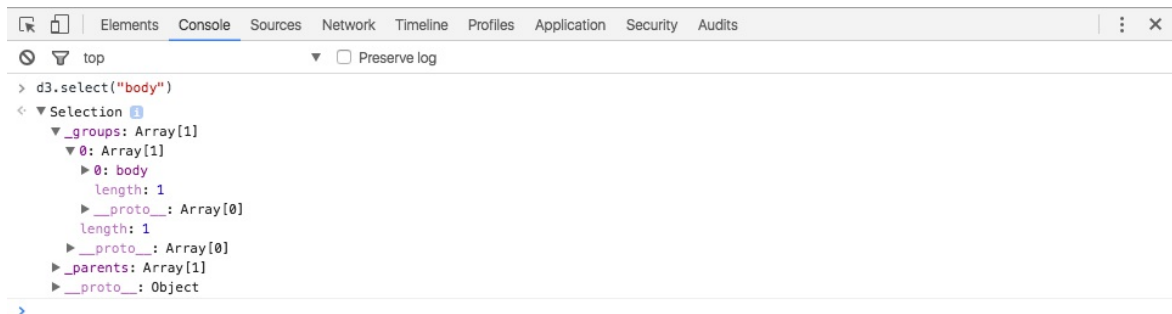 Elements Console Sources Network Timeline Profiles Application Security Audits
top Preserve log
> d3.select("body")
Selection i
_groups: Array[1]
0: Array[1]
0: body
length: 1
__proto__: Array[0]
length: 1
__proto__: Array[0]
_parents: Array[1]
__proto__: Object
>